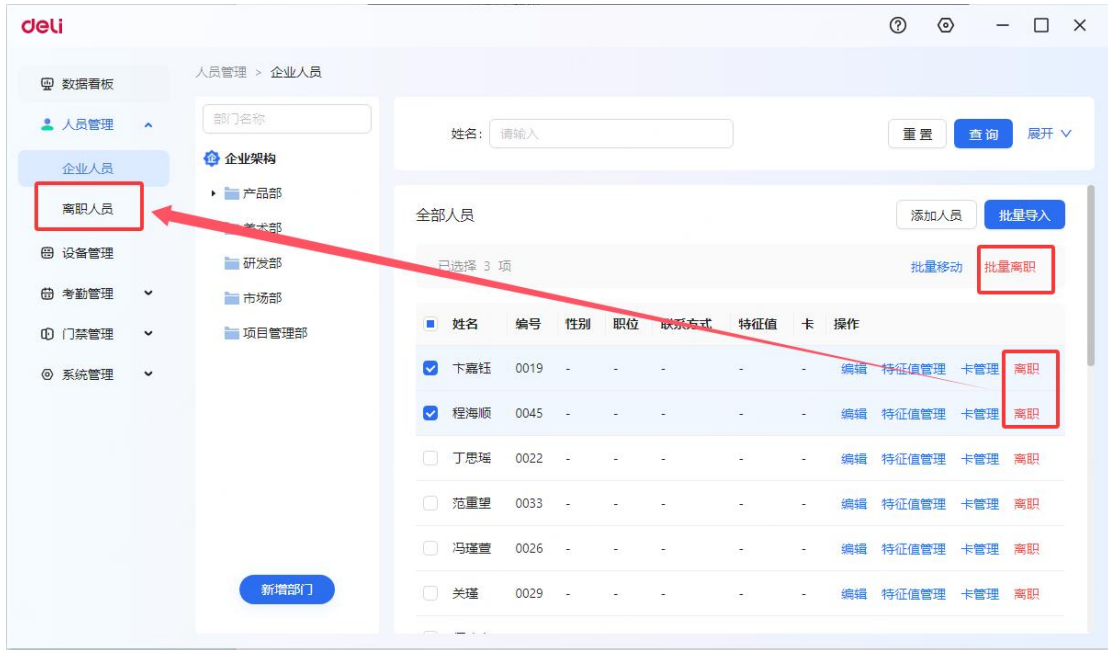 deli
数据看板
人员管理
企业人员
离职人员
设备管理
考勤管理
门禁管理
系统管理
人员管理 > 企业人员
部门名称
企业架构
产品部
美术部
研发部
市场部
项目管理部
新增部门
姓名: 请输入 重置 查询 展开
全部人员 添加人员 批量导入
已选择 3 项 批量移动 批量离职
姓名 编号 性别 职位 联系方式 特征值 卡 操作
卞嘉钰 0019 - - - - - 编辑 特征值管理 卡管理 离职
程海顺 0045 - - - - - 编辑 特征值管理 卡管理 离职
丁思瑶 0022 - - - - - 编辑 特征值管理 卡管理 离职
范重望 0033 - - - - - 编辑 特征值管理 卡管理 离职
冯瑾萱 0026 - - - - - 编辑 特征值管理 卡管理 离职
关瑾 0029 - - - - - 编辑 特征值管理 卡管理 离职